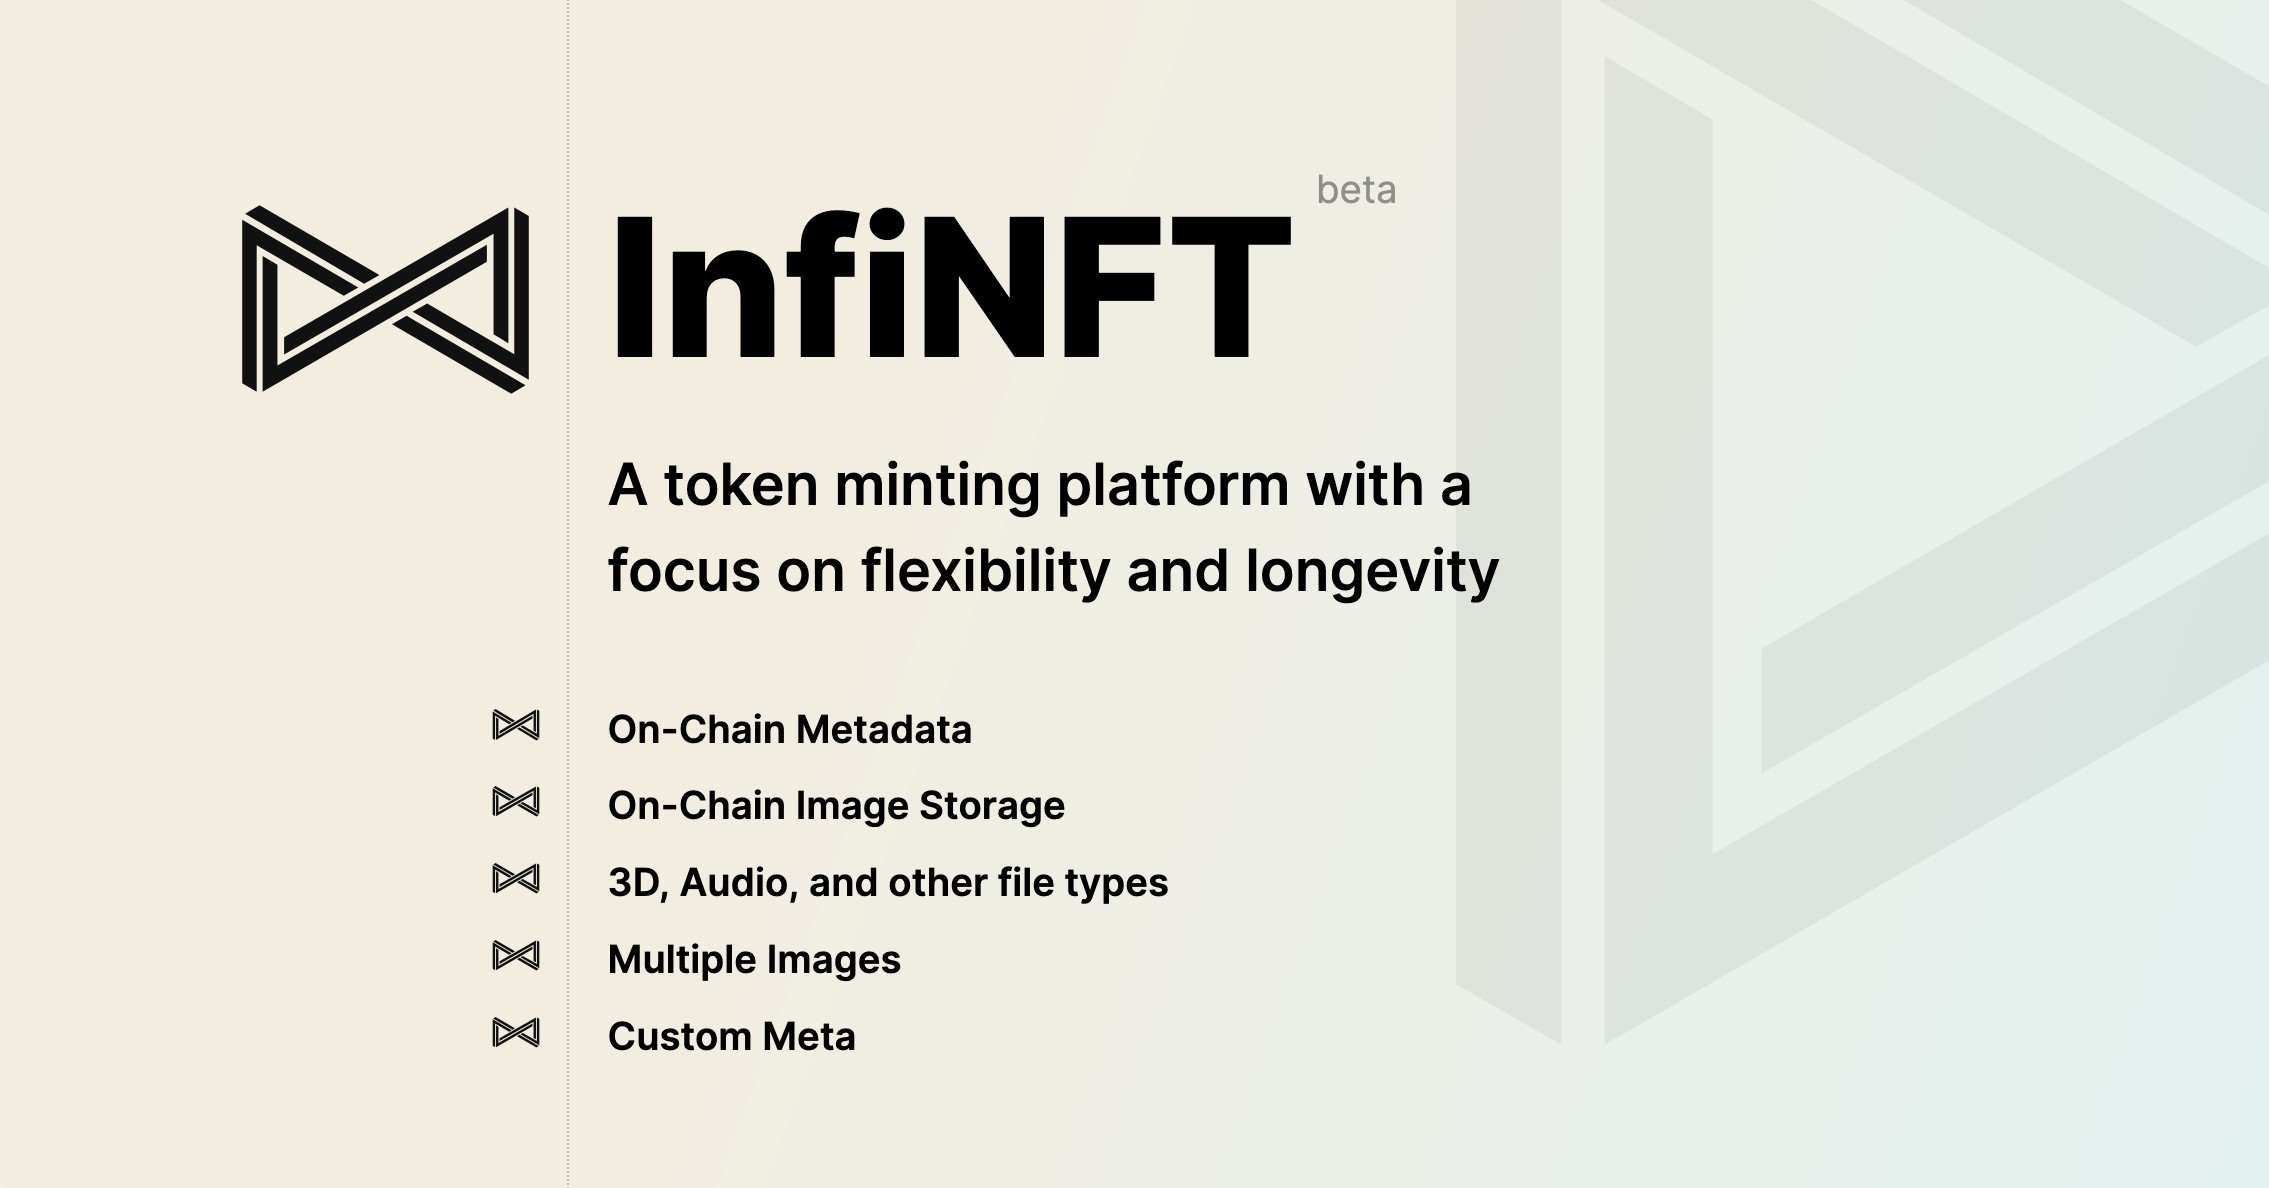 InfiNFT beta
A token minting platform with a
focus on flexibility and longevity
On-Chain Metadata
On-Chain Image Storage
3D, Audio, and other file types
Multiple Images
Custom Meta